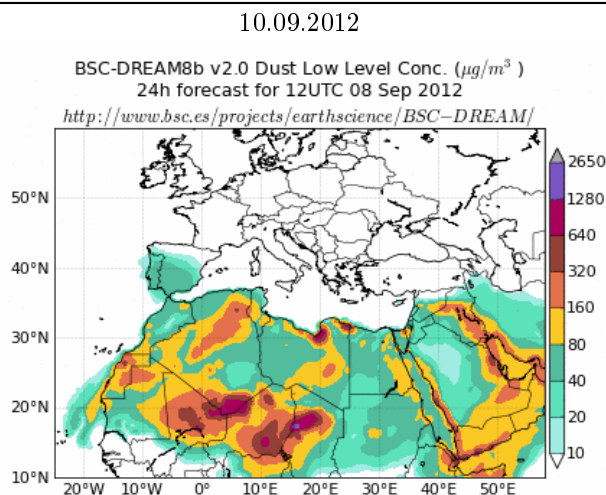 10.09.2012
BSC-DREAM8b v2.0 Dust Low Level Conc. (μg/m³ )
24h forecast for 12UTC 08 Sep 2012
http://www.bsc.es/projects/earthscience/BSC−DREAM/
2650
1280
640
320
160
80
40
20
10
50°N
40°N
30°N
20°N
10°N
20°W 10°W 0° 10°E 20°E 30°E 40°E 50°E